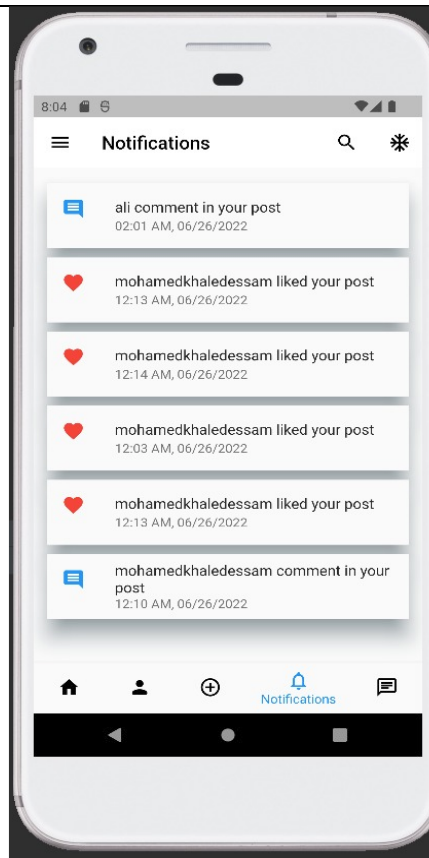 8:04
Notifications
ali comment in your post
02:01 AM, 06/26/2022
mohamedkhaledessam liked your post
12:13 AM, 06/26/2022
mohamedkhaledessam liked your post
12:14 AM, 06/26/2022
mohamedkhaledessam liked your post
12:03 AM, 06/26/2022
mohamedkhaledessam liked your post
12:13 AM, 06/26/2022
mohamedkhaledessam comment in your
post
12:10 AM, 06/26/2022
Notifications